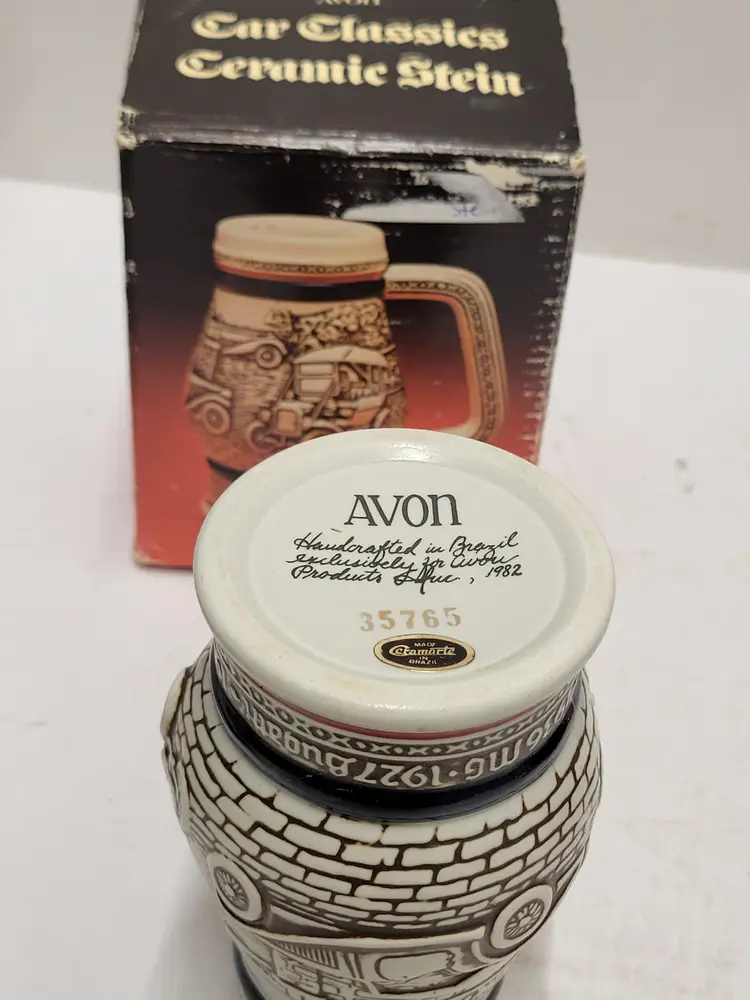 AVON
Car Classics
Ceramic Stein
AVON
Handcrafted in Brazil
exclusively for Avon
Products Inc., 1982
35765
MADE
Ceramarte
IN
BRAZIL
MG · 1927 Bugatti